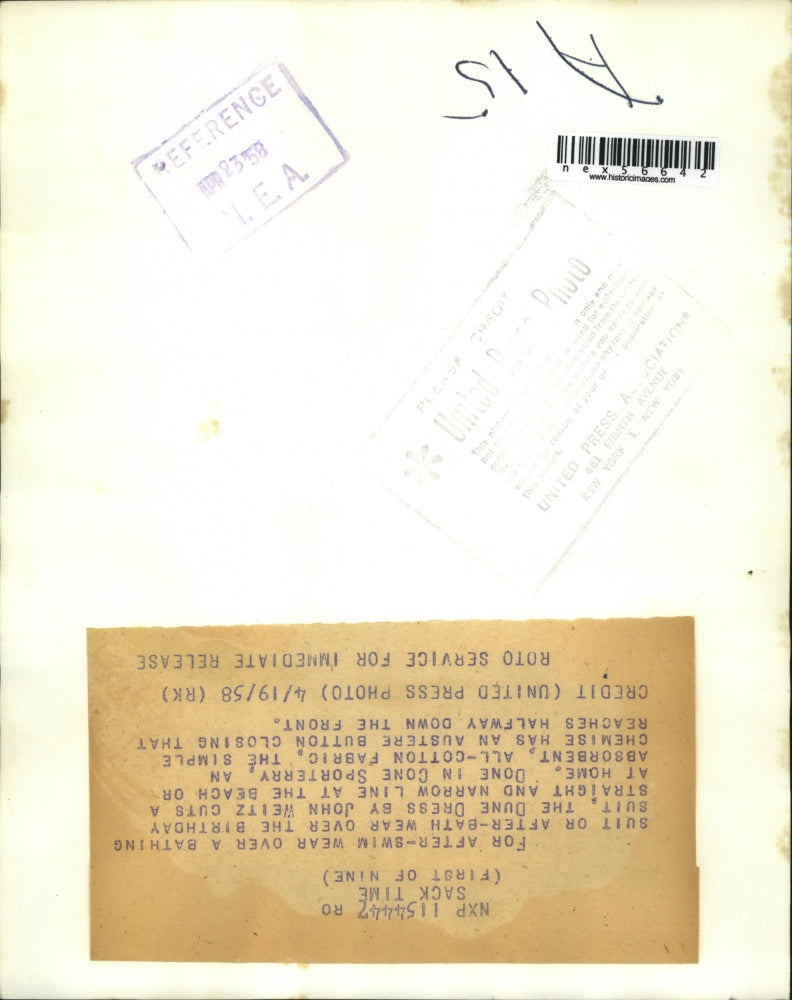 A 15
REFERENCE
APR 23 '58
N. E. A.
nex56642
www.historicimages.com
PLEASE CREDIT
United Press Photo
This picture
UNITED PRESS ASSOCIATIONS
461 EIGHTH AVENUE
NEW YORK 1 NEW YORK
NXP RO
SACK TIME
(FIRST OF NINE)
FOR AFTER-SWIM WEAR OVER A BATHING
SUIT OR AFTER-BATH WEAR OVER THE BIRTHDAY
SUIT, THE DUNE DRESS BY JOHN WEITZ CUTS A
STRAIGHT AND NARROW LINE AT THE BEACH OR
AT HOME. DONE IN CONE SPORTERRY, AN
ABSORBENT, ALL-COTTON FABRIC, THE SIMPLE
CHEMISE HAS AN AUSTERE BUTTON CLOSING THAT
REACHES HALFWAY DOWN THE FRONT.
CREDIT (UNITED PRESS PHOTO) 4/19/58 (RK)
ROTO SERVICE FOR IMMEDIATE RELEASE